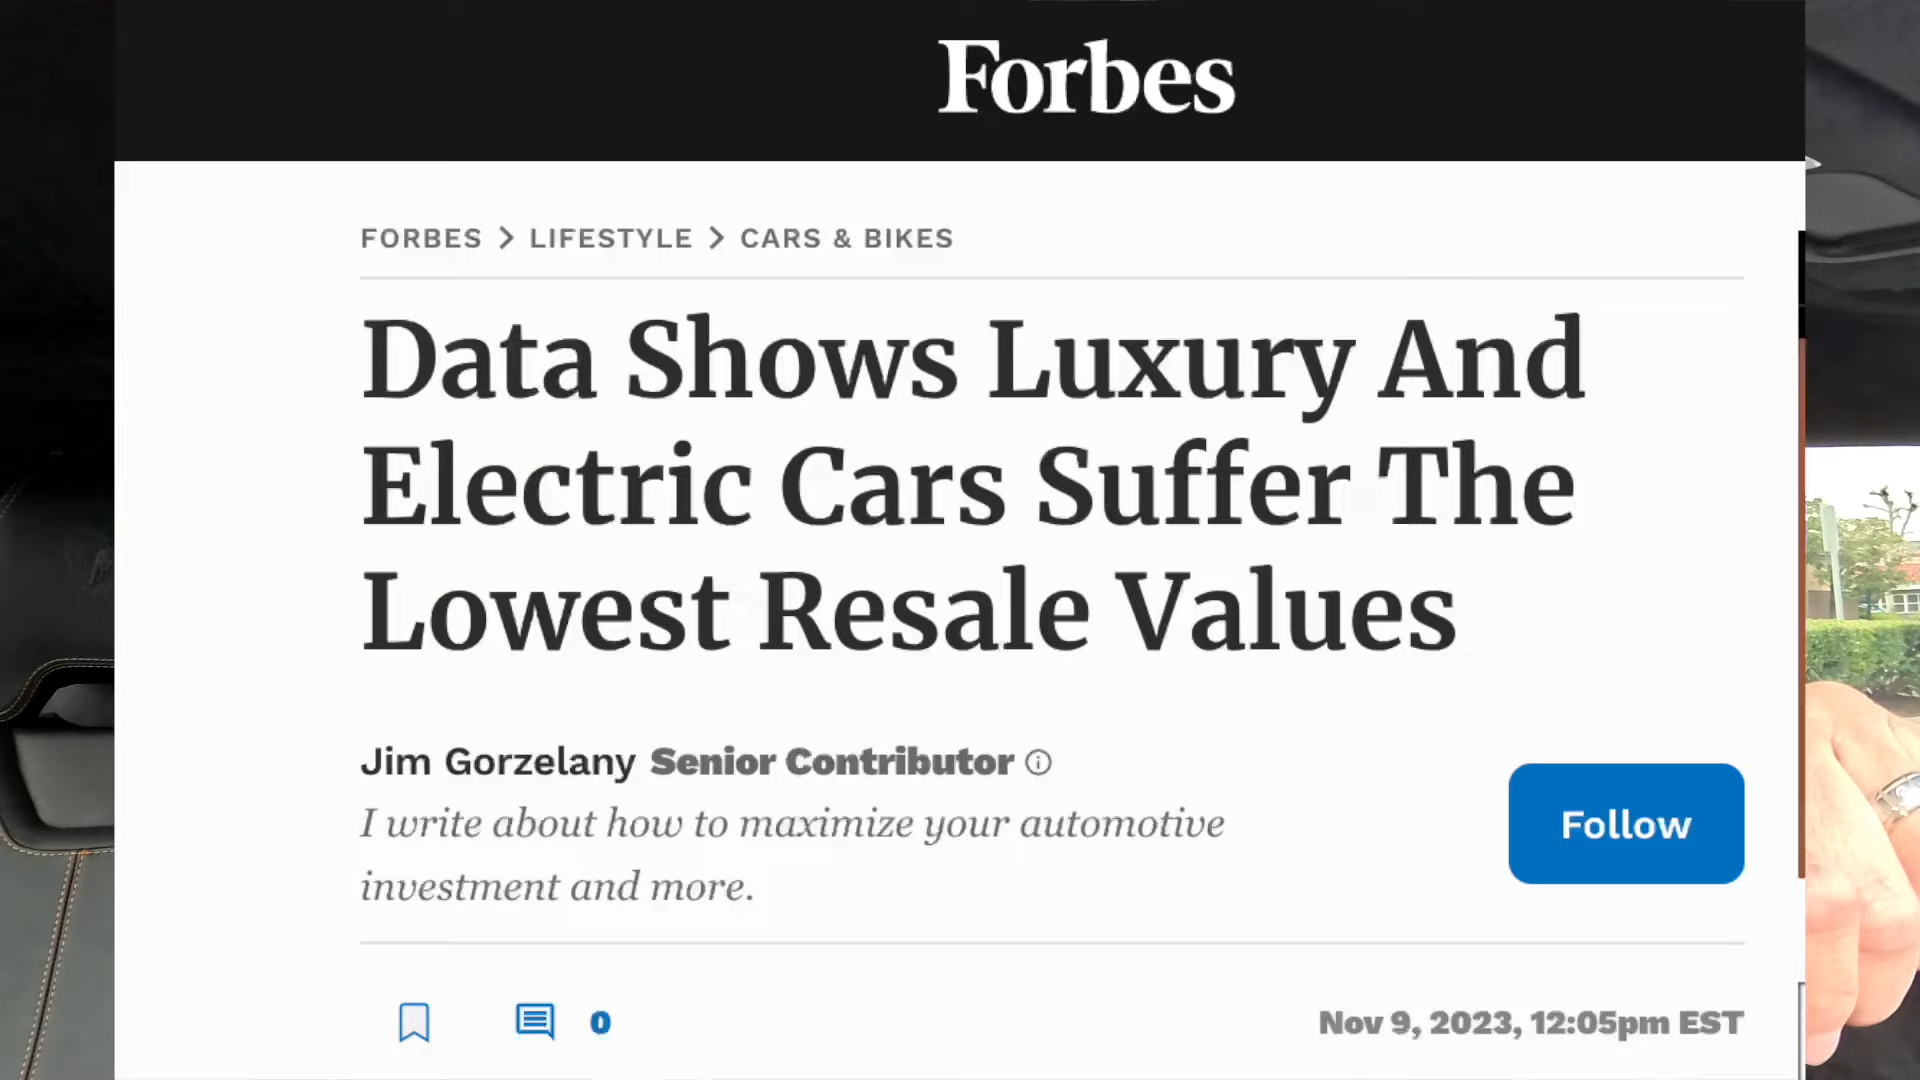 Forbes
FORBES > LIFESTYLE > CARS & BIKES
Data Shows Luxury And
Electric Cars Suffer The
Lowest Resale Values
Jim Gorzelany Senior Contributor
I write about how to maximize your automotive
investment and more.
Follow
0
Nov 9, 2023, 12:05pm EST